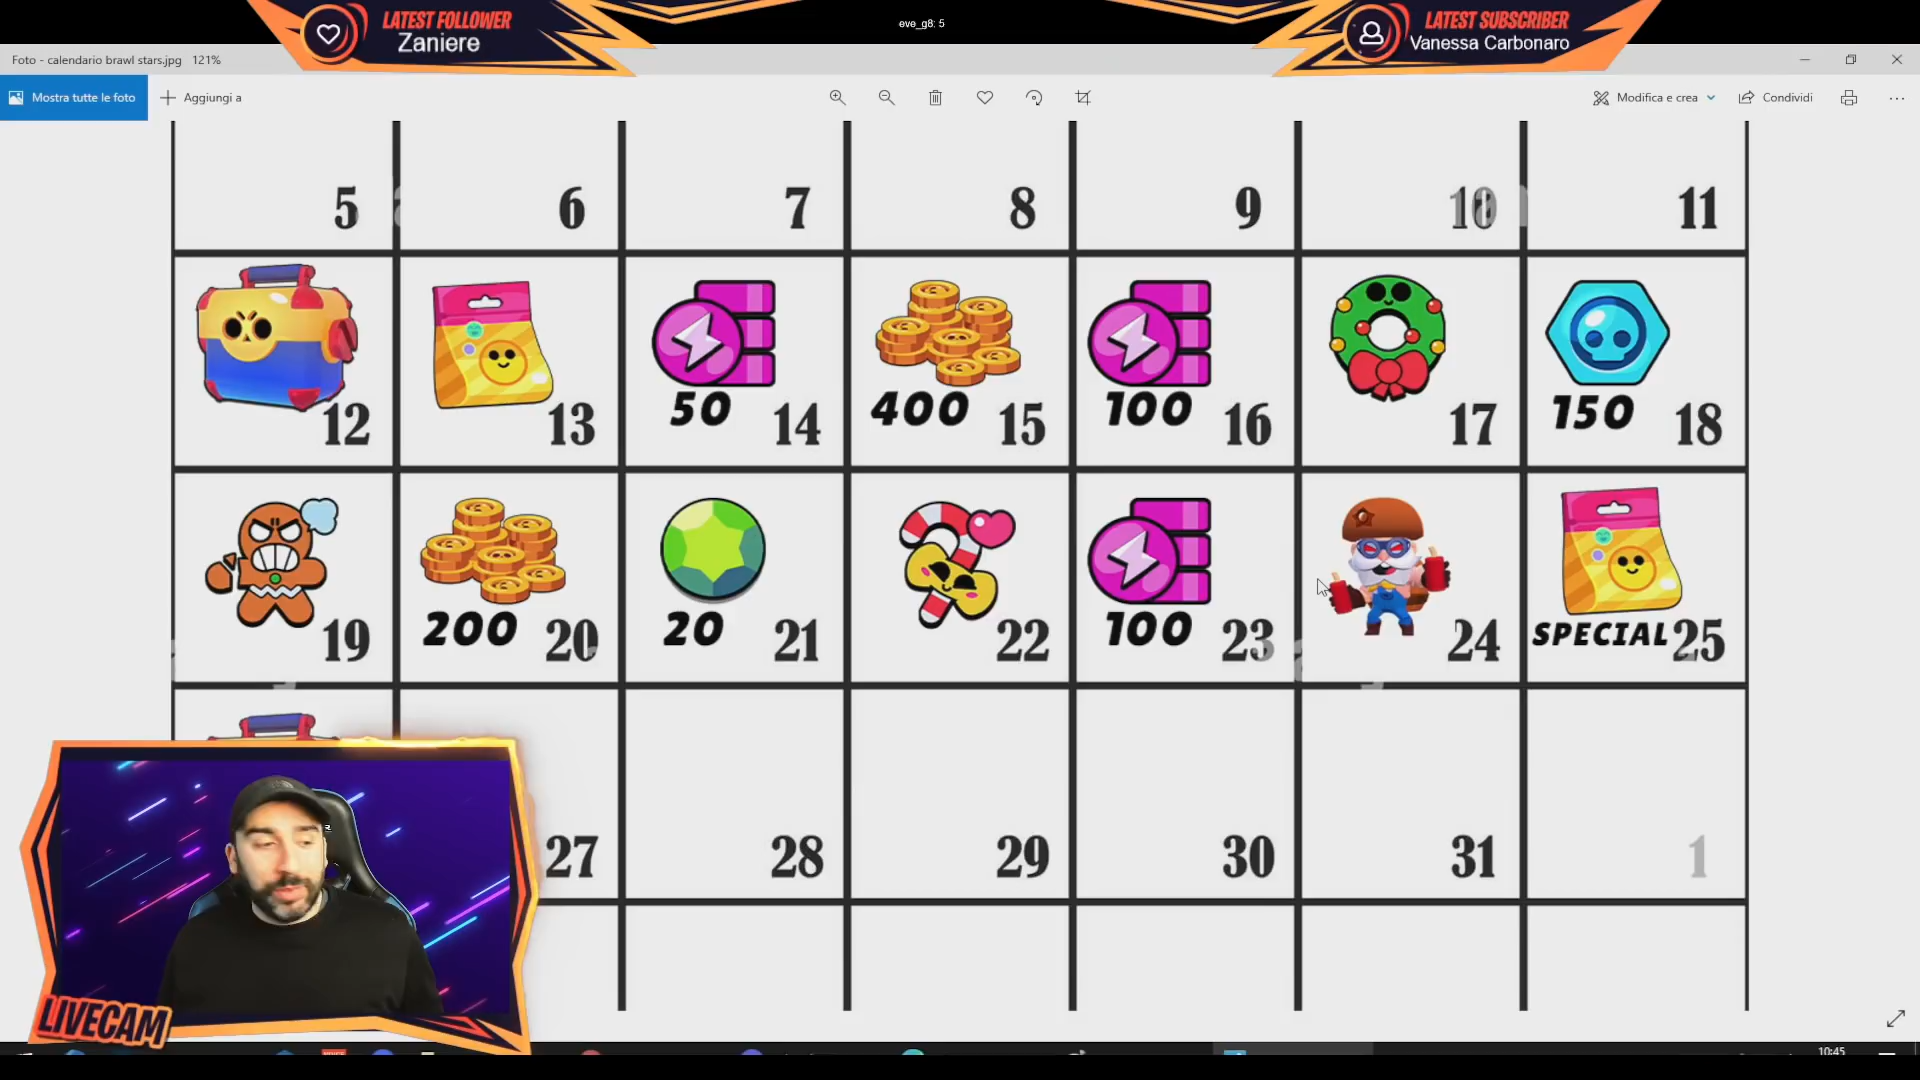 LATEST FOLLOWER
Zaniere
eve_g8: 5
LATEST SUBSCRIBER
Vanessa Carbonaro
Foto - calendario brawl stars.jpg 121%
Mostra tutte le foto
Aggiungi a
Modifica e crea
Condividi
5 6 7 8 9 10 11
50 400 100 150
12 13 14 15 16 17 18
200 20 100 SPECIAL
19 20 21 22 23 24 25
27 28 29 30 31 1
LIVECAM
10:45